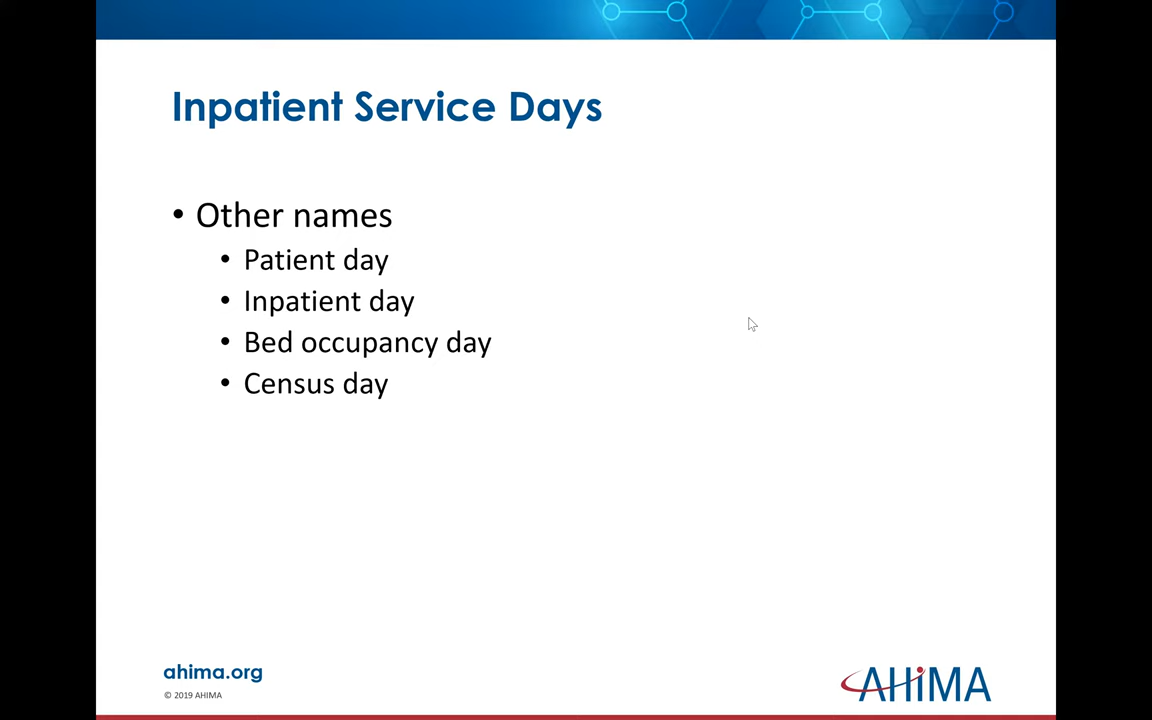 Inpatient Service Days
• Other names
• Patient day
• Inpatient day
• Bed occupancy day
• Census day
ahima.org
© 2019 AHIMA
AHiMA